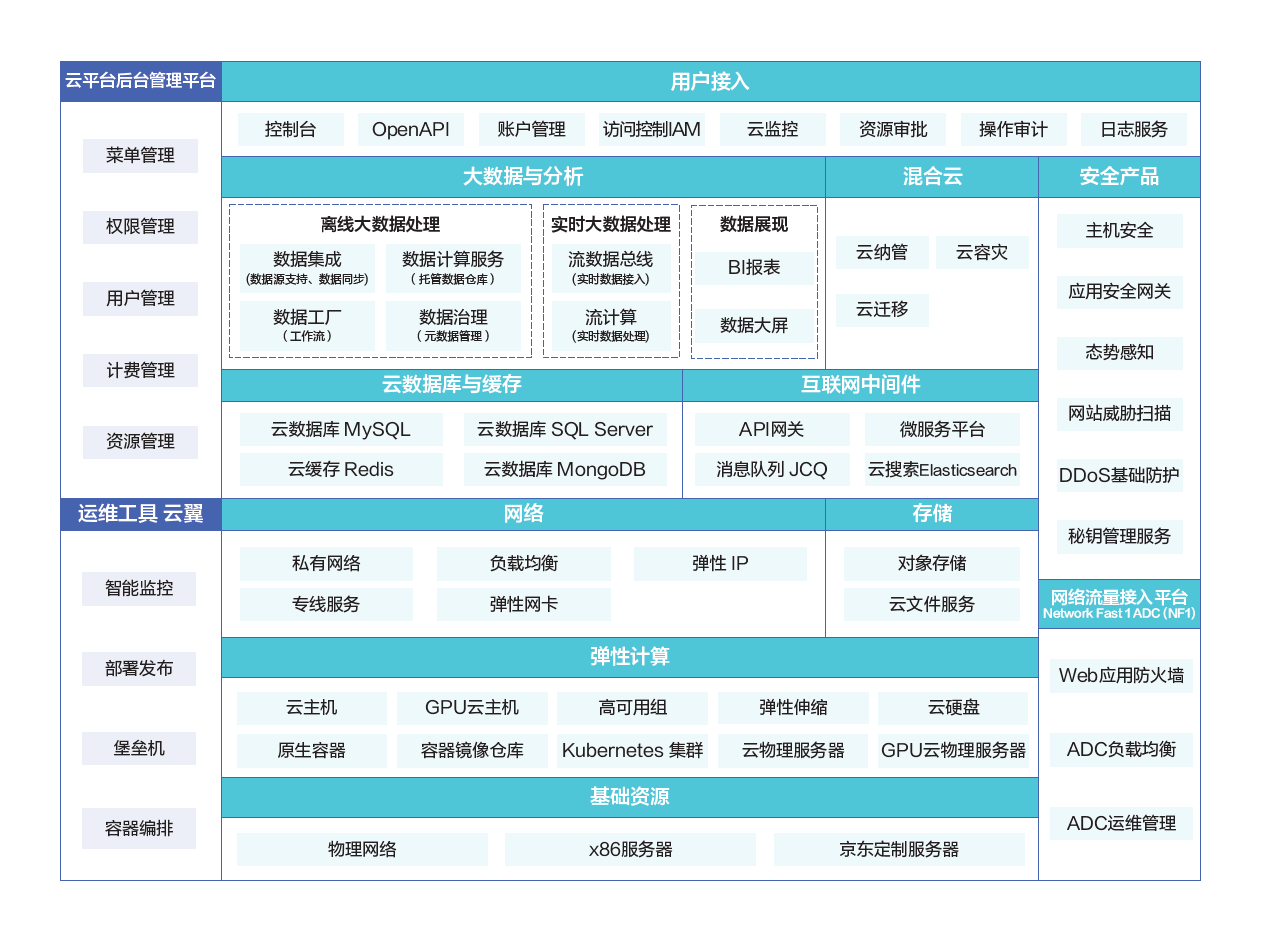 云平台后台管理平台
菜单管理
权限管理
用户管理
计费管理
资源管理
运维工具 云翼
智能监控
部署发布
堡垒机
容器编排
用户接入
控制台
OpenAPI
账户管理
访问控制IAM
云监控
资源审批
操作审计
日志服务
大数据与分析
离线大数据处理
数据集成
(数据源支持、数据同步)
数据计算服务
( 托管数据仓库 )
数据工厂
( 工作流 )
数据治理
( 元数据管理 )
实时大数据处理
流数据总线
(实时数据接入)
流计算
(实时数据处理)
数据展现
BI报表
数据大屏
混合云
云纳管
云容灾
云迁移
云数据库与缓存
云数据库 MySQL
云数据库 SQL Server
云缓存 Redis
云数据库 MongoDB
互联网中间件
API网关
微服务平台
消息队列 JCQ
云搜索Elasticsearch
网络
私有网络
负载均衡
弹性 IP
专线服务
弹性网卡
存储
对象存储
云文件服务
弹性计算
云主机
GPU云主机
高可用组
弹性伸缩
云硬盘
原生容器
容器镜像仓库
Kubernetes 集群
云物理服务器
GPU云物理服务器
基础资源
物理网络
x86服务器
京东定制服务器
安全产品
主机安全
应用安全网关
态势感知
网站威胁扫描
DDoS基础防护
秘钥管理服务
网络流量接入平台
Network Fast 1 ADC (NF1)
Web应用防火墙
ADC负载均衡
ADC运维管理